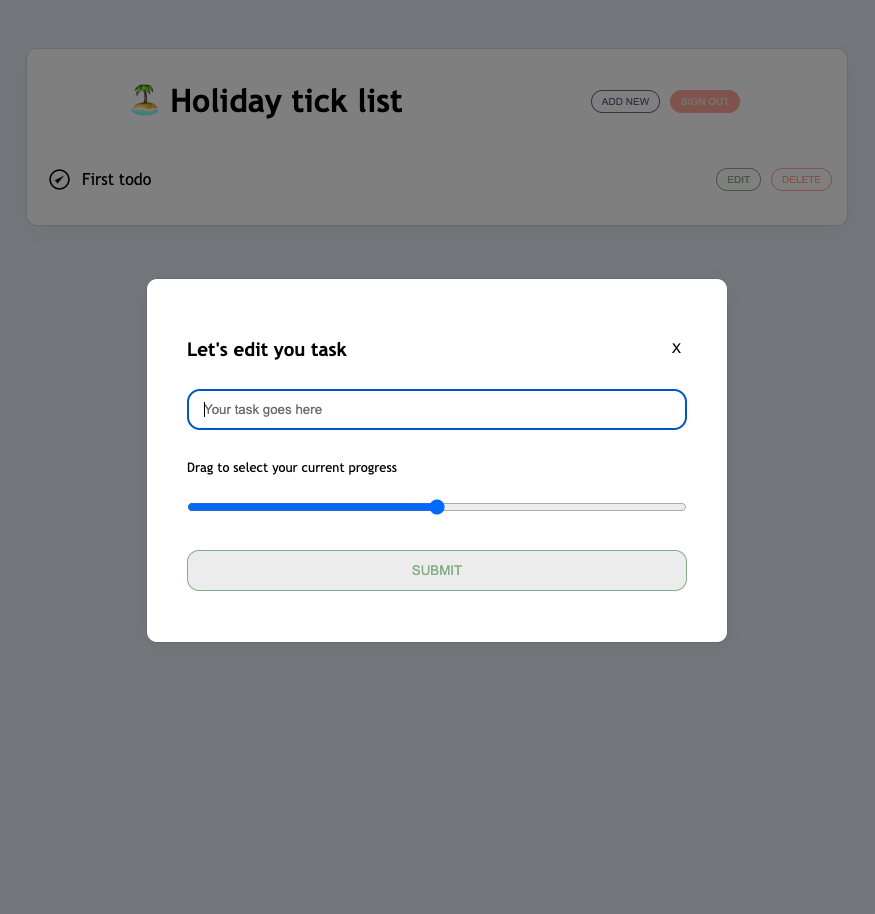 🏝️ Holiday tick list
ADD NEW
SIGN OUT
First todo
EDIT
DELETE
Let's edit you task
X
Your task goes here
Drag to select your current progress
SUBMIT